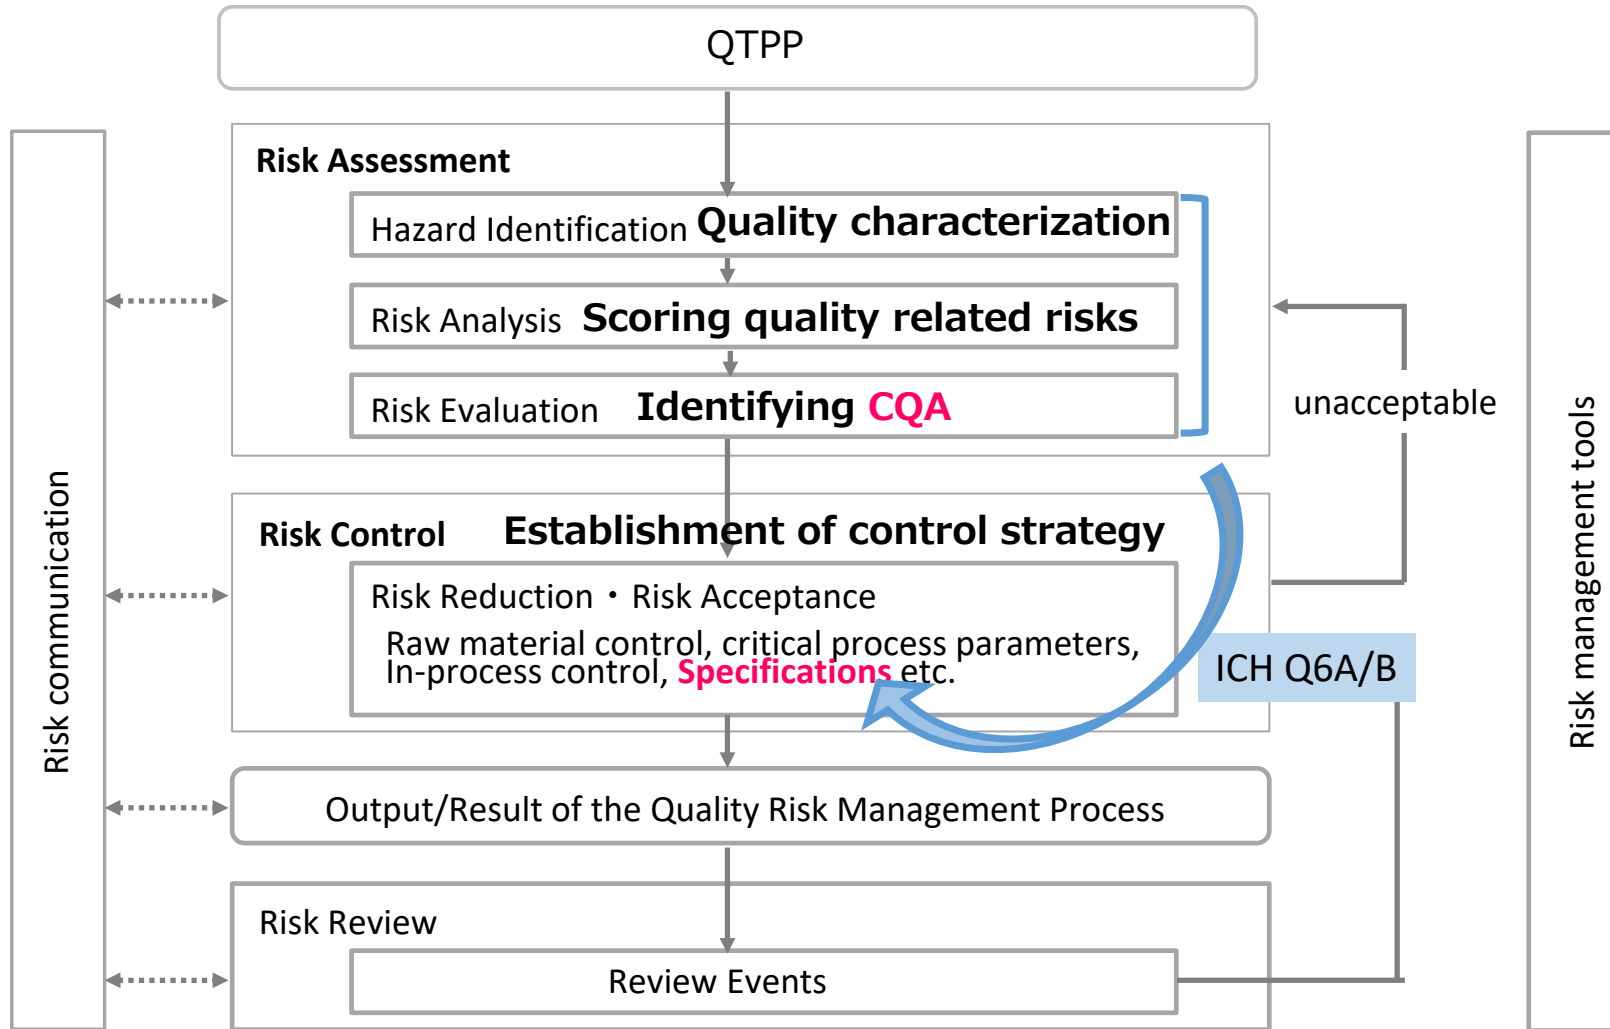 QTPP
Risk Assessment
Hazard Identification Quality characterization
Risk Analysis Scoring quality related risks
Risk Evaluation Identifying CQA
unacceptable
Risk Control Establishment of control strategy
Risk Reduction・Risk Acceptance
Raw material control, critical process parameters,
In-process control, Specifications etc.
ICH Q6A/B
Output/Result of the Quality Risk Management Process
Risk Review
Review Events
Risk communication
Risk management tools